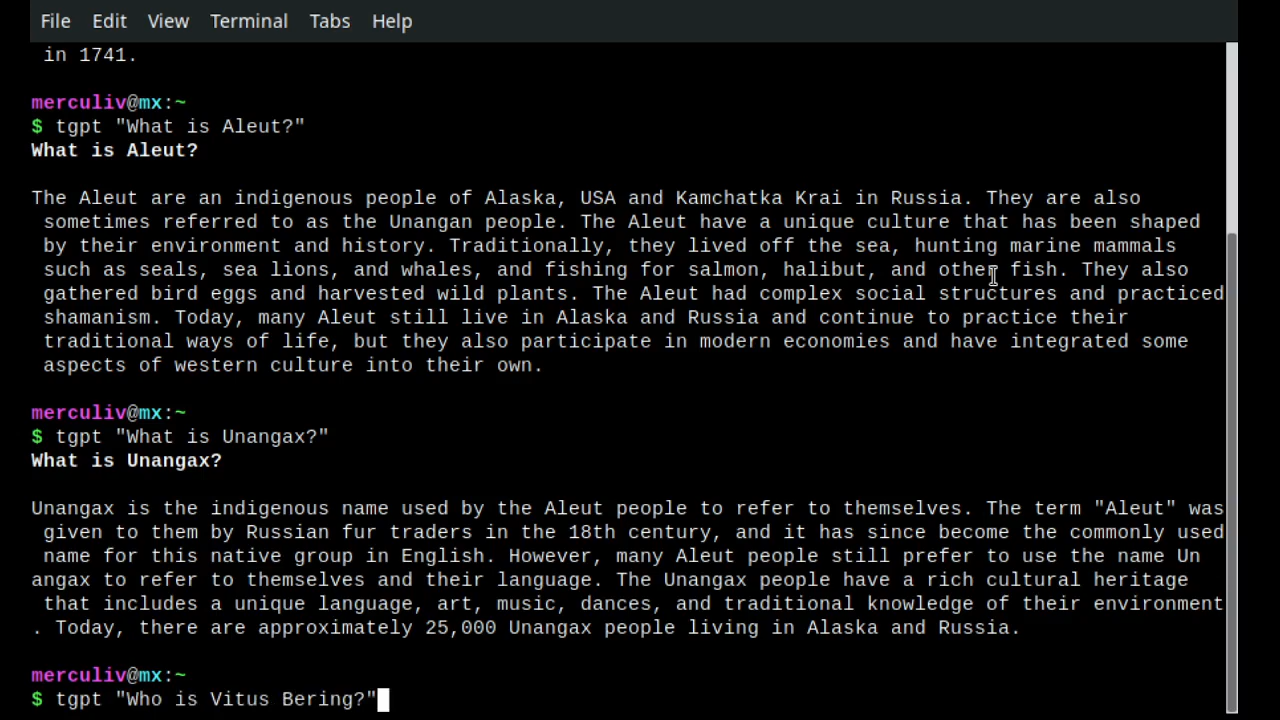 File Edit View Terminal Tabs Help
in 1741.
merculiv@mx:~
$ tgpt "What is Aleut?"
What is Aleut?
The Aleut are an indigenous people of Alaska, USA and Kamchatka Krai in Russia. They are also
sometimes referred to as the Unangan people. The Aleut have a unique culture that has been shaped
by their environment and history. Traditionally, they lived off the sea, hunting marine mammals
such as seals, sea lions, and whales, and fishing for salmon, halibut, and other fish. They also
gathered bird eggs and harvested wild plants. The Aleut had complex social structures and practiced
shamanism. Today, many Aleut still live in Alaska and Russia and continue to practice their
traditional ways of life, but they also participate in modern economies and have integrated some
aspects of western culture into their own.
merculiv@mx:~
$ tgpt "What is Unangax?"
What is Unangax?
Unangax is the indigenous name used by the Aleut people to refer to themselves. The term "Aleut" was
given to them by Russian fur traders in the 18th century, and it has since become the commonly used
name for this native group in English. However, many Aleut people still prefer to use the name Un
angax to refer to themselves and their language. The Unangax people have a rich cultural heritage
that includes a unique language, art, music, dances, and traditional knowledge of their environment
. Today, there are approximately 25,000 Unangax people living in Alaska and Russia.
merculiv@mx:~
$ tgpt "Who is Vitus Bering?"